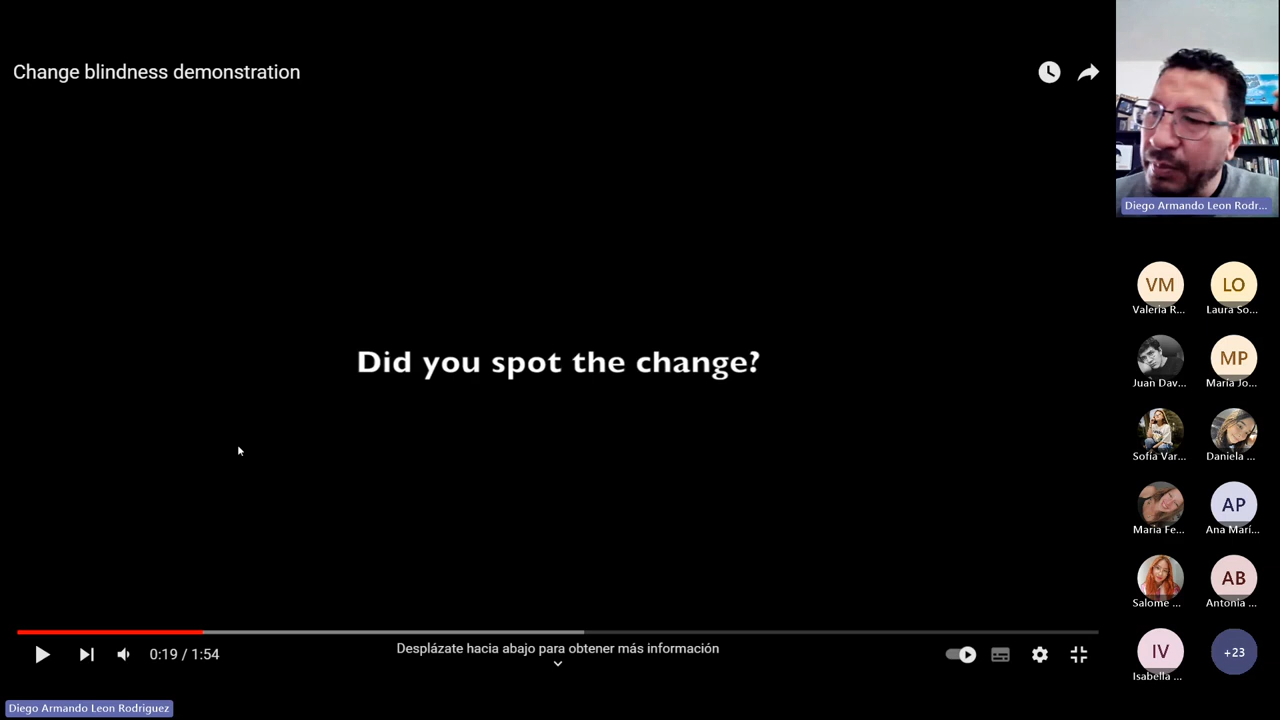 Change blindness demonstration
Diego Armando Leon Rodr...
VM
Valeria R...
LO
Laura So...
Juan Dav...
MP
María Jo...
Sofía Var...
Daniela ...
Maria Fe...
AP
Ana Marí...
Salome ...
AB
Antonia ...
IV
Isabella ...
+23
Did you spot the change?
0:19 / 1:54
Desplázate hacia abajo para obtener más información
Diego Armando Leon Rodriguez